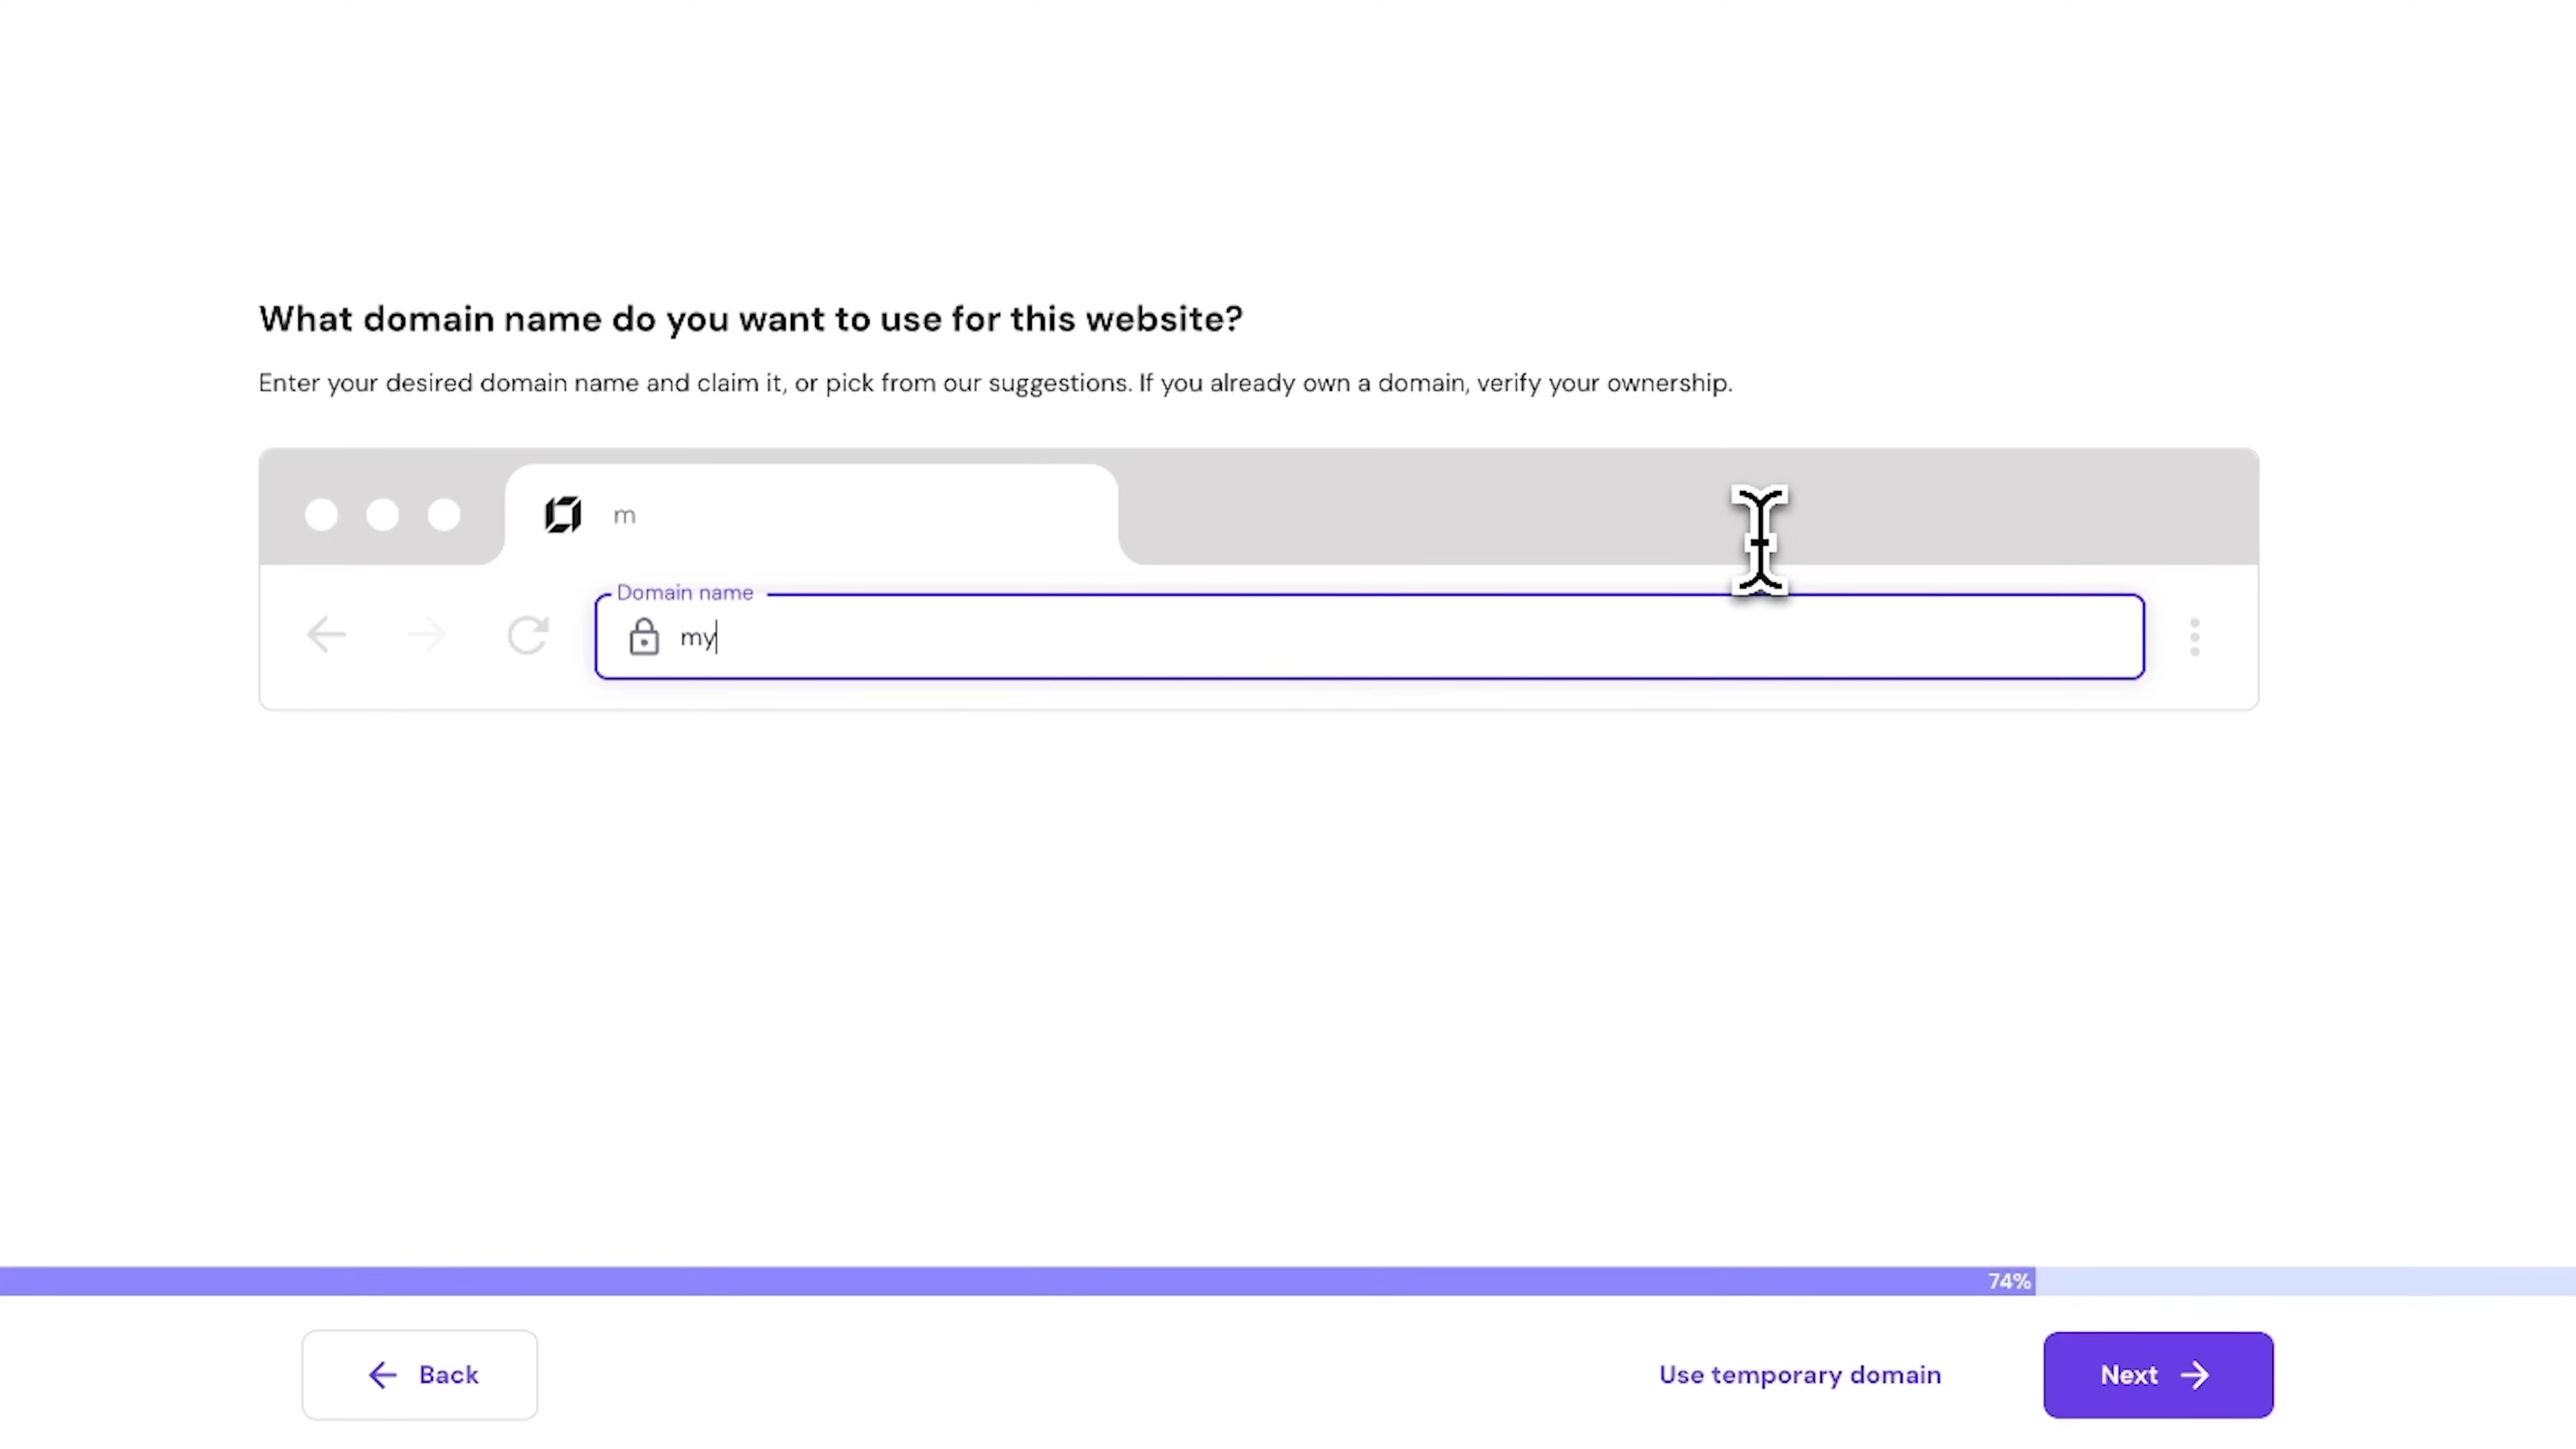 What domain name do you want to use for this website?
Enter your desired domain name and claim it, or pick from our suggestions. If you already own a domain, verify your ownership.
m
Domain name
my
74%
Back
Use temporary domain
Next